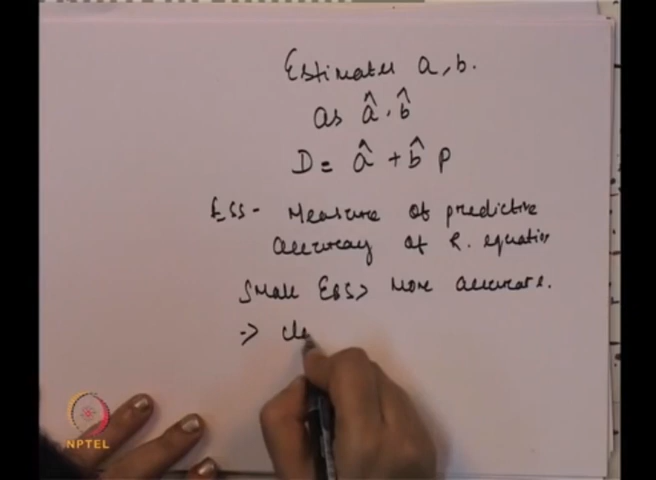 Estimates a, b.
as â, b̂
D = â + b̂ P
ESS - Measure of predictive
accuracy of R. equation
Small ESS > More accurate.
->
NPTEL